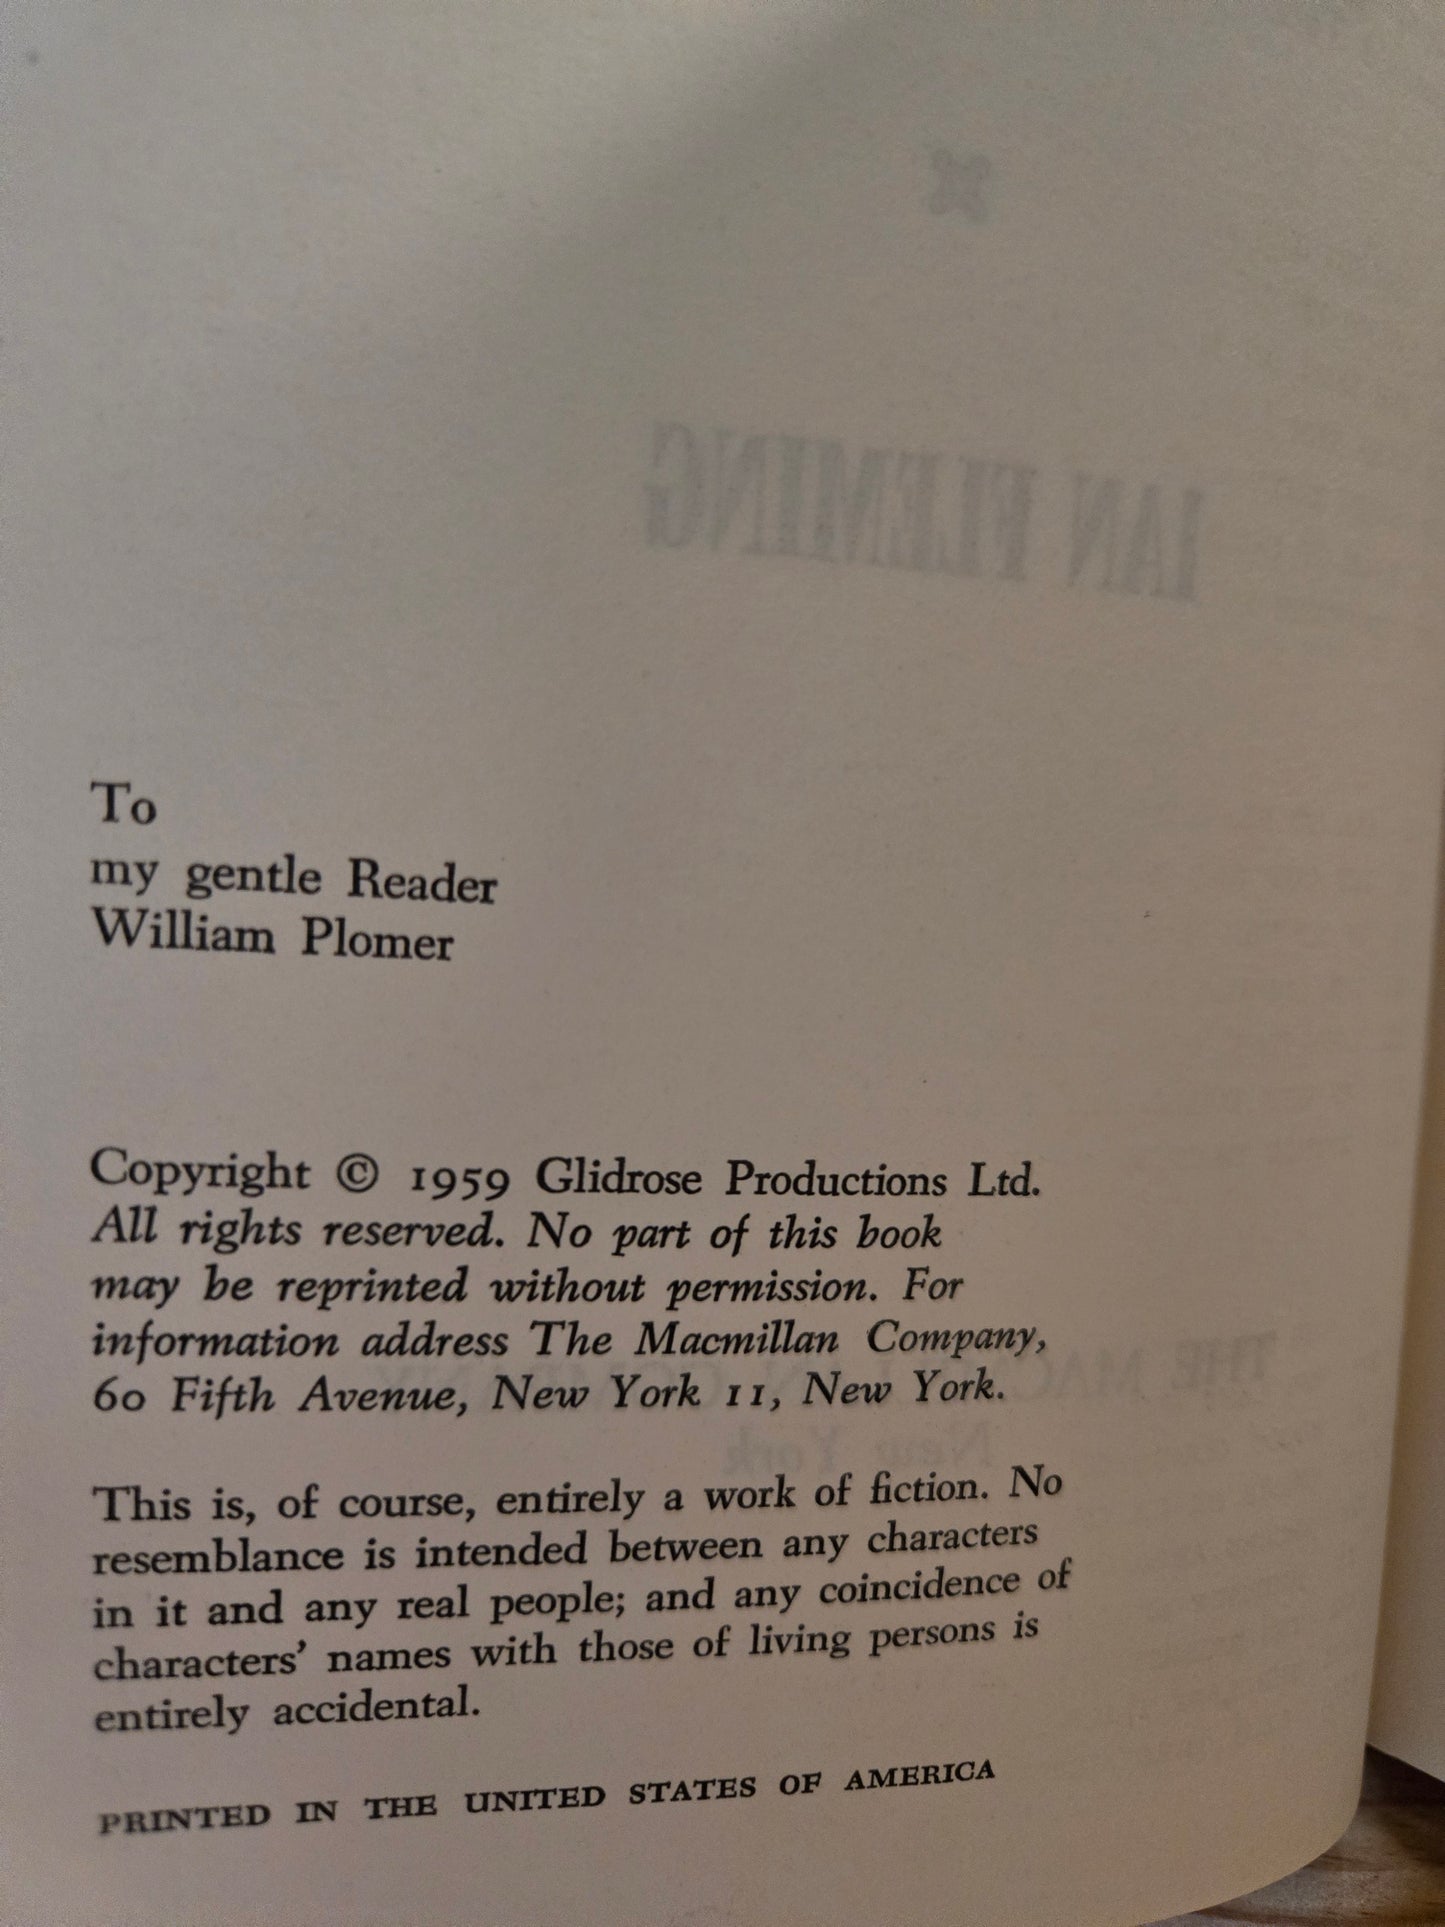 IAN FLEMING
To
my gentle Reader
William Plomer
Copyright © 1959 Glidrose Productions Ltd.
All rights reserved. No part of this book
may be reprinted without permission. For
information address The Macmillan Company,
60 Fifth Avenue, New York 11, New York.
New York
This is, of course, entirely a work of fiction. No
resemblance is intended between any characters
in it and any real people; and any coincidence of
characters’ names with those of living persons is
entirely accidental.
PRINTED IN THE UNITED STATES OF AMERICA